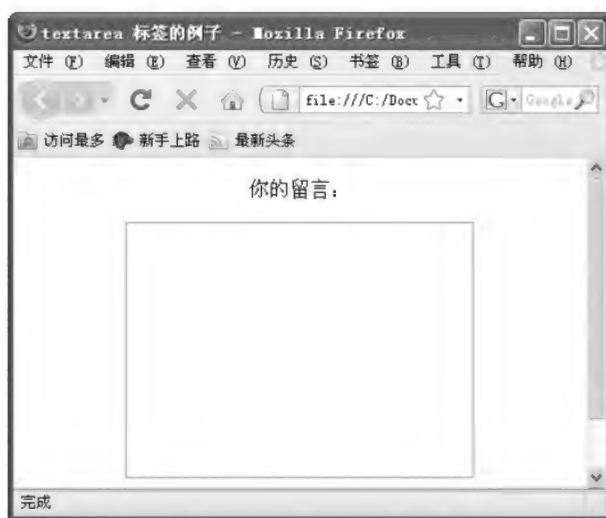 textarea 标签的例子 - Mozilla Firefox
文件 (F) 编辑 (E) 查看 (V) 历史 (S) 书签 (B) 工具 (T) 帮助 (H)
file:///C:/Docu G Google
访问最多 新手上路 最新头条
你的留言：
完成